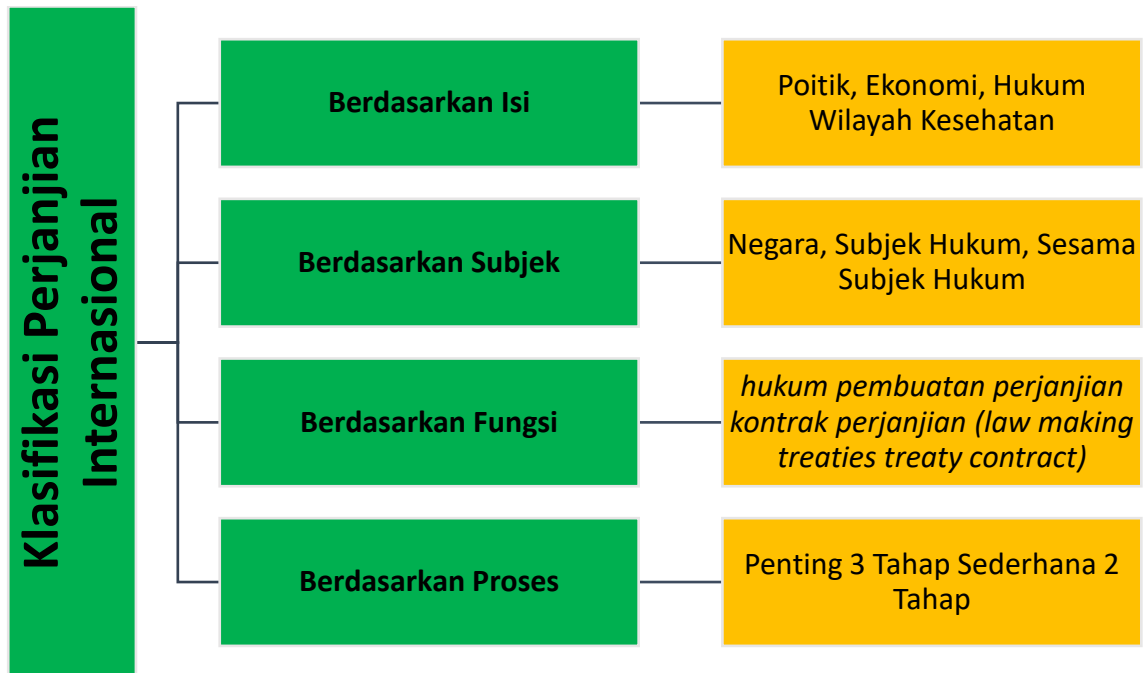 Klasifikasi Perjanjian
Internasional
Berdasarkan Isi
Poitik, Ekonomi, Hukum
Wilayah Kesehatan
Berdasarkan Subjek
Negara, Subjek Hukum, Sesama
Subjek Hukum
Berdasarkan Fungsi
hukum pembuatan perjanjian
kontrak perjanjian (law making
treaties treaty contract)
Berdasarkan Proses
Penting 3 Tahap Sederhana 2
Tahap